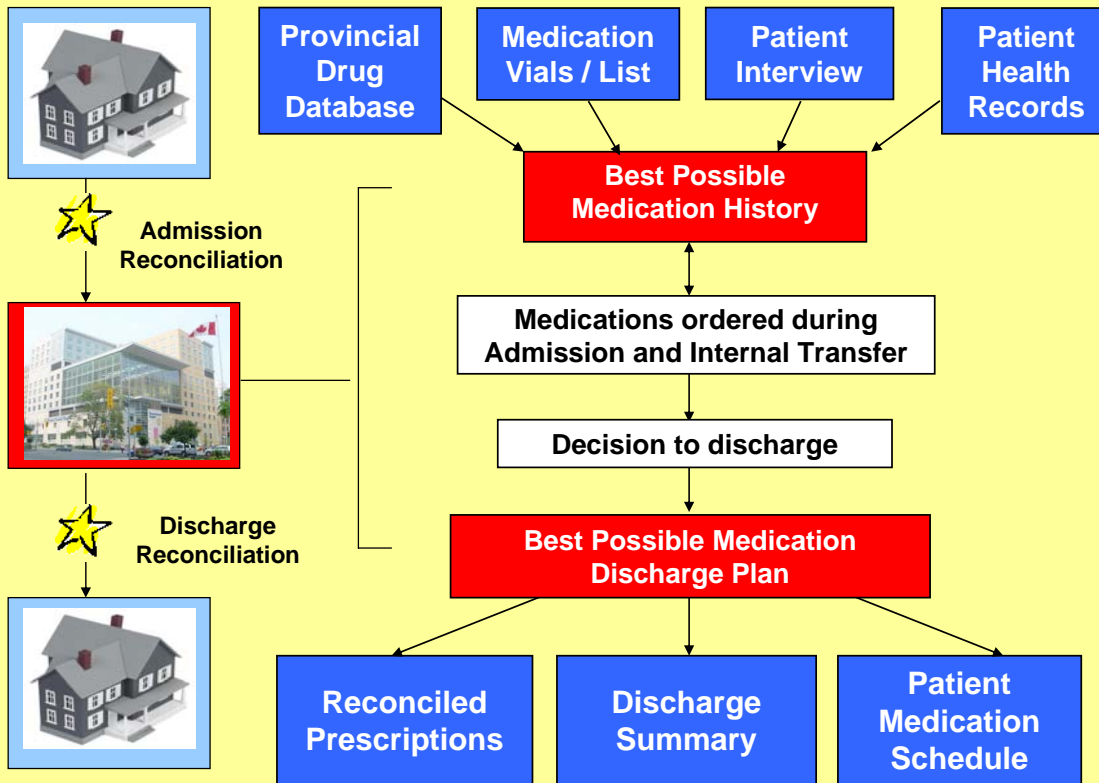 Provincial
Drug
Database
Medication
Vials / List
Patient
Interview
Patient
Health
Records
Best Possible
Medication History
Admission
Reconciliation
Medications ordered during
Admission and Internal Transfer
Decision to discharge
Discharge
Reconciliation
Best Possible Medication
Discharge Plan
Reconciled
Prescriptions
Discharge
Summary
Patient
Medication
Schedule